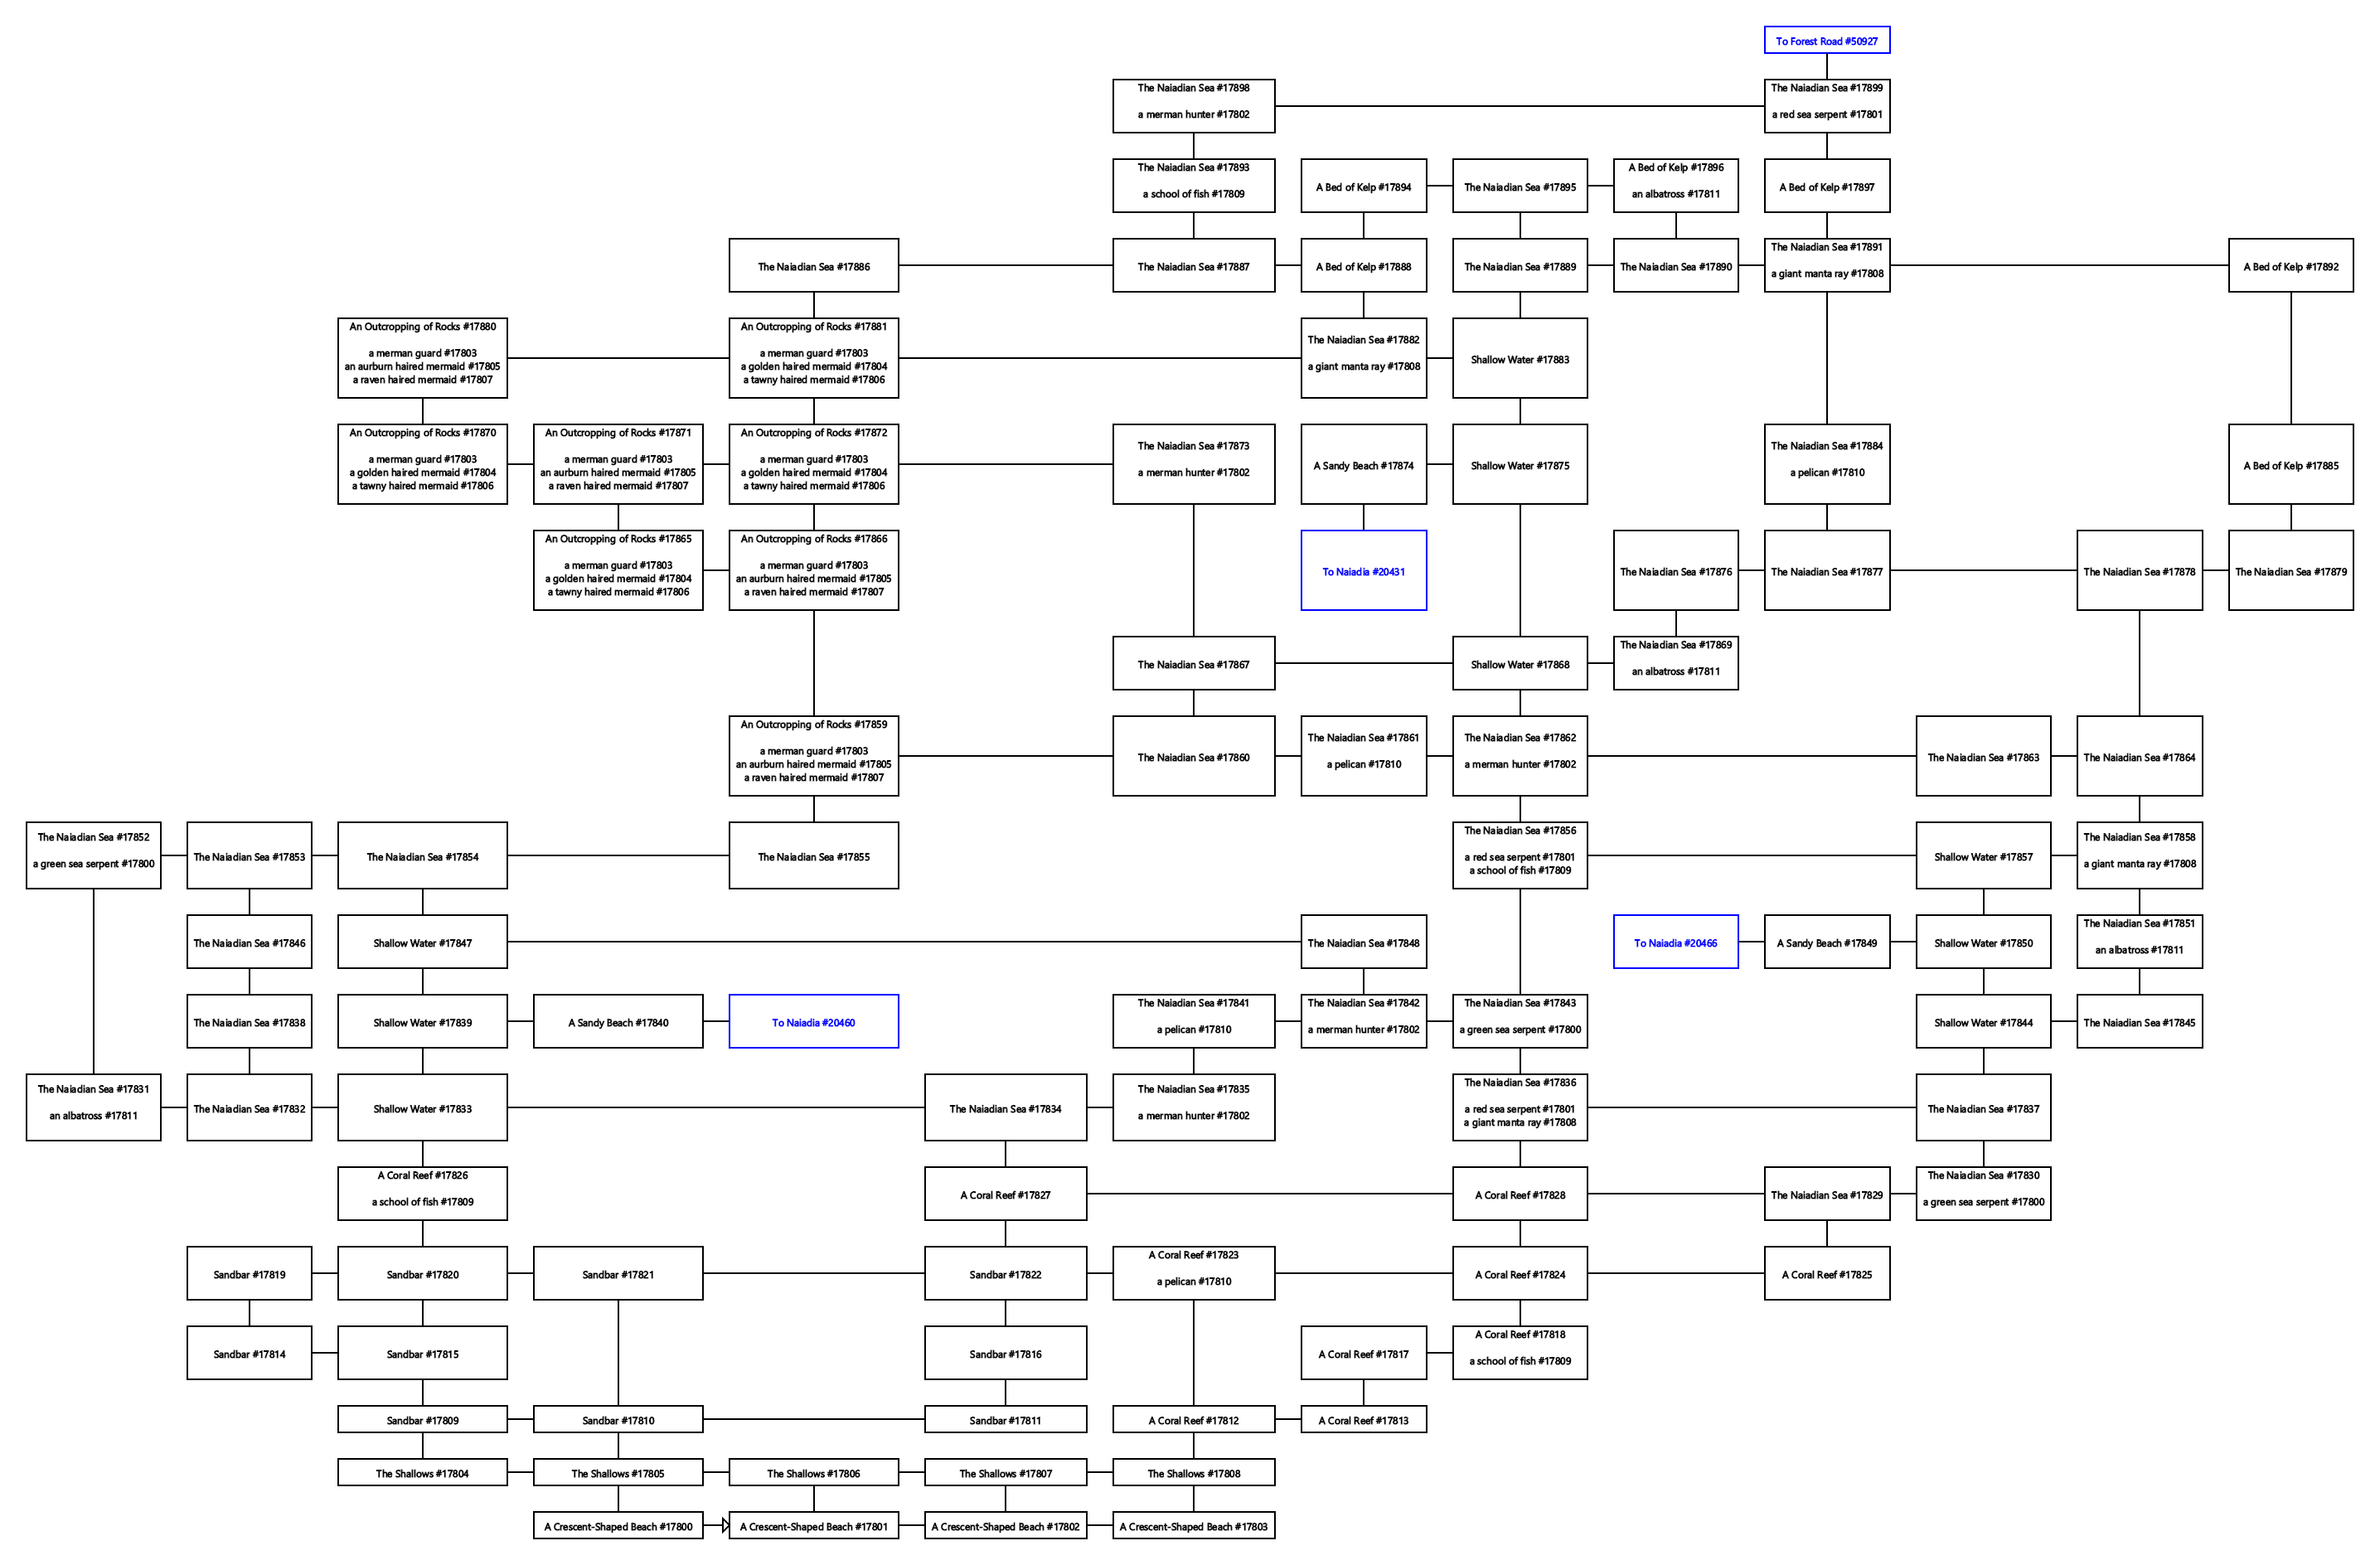 To Forest Road #50927
The Naiadian Sea #17898
a merman hunter #17802
The Naiadian Sea #17899
a red sea serpent #17801
The Naiadian Sea #17893
a school of fish #17809
A Bed of Kelp #17894
The Naiadian Sea #17895
A Bed of Kelp #17896
an albatross #17811
A Bed of Kelp #17897
The Naiadian Sea #17886
The Naiadian Sea #17887
A Bed of Kelp #17888
The Naiadian Sea #17889
The Naiadian Sea #17890
The Naiadian Sea #17891
a giant manta ray #17808
A Bed of Kelp #17892
An Outcropping of Rocks #17880
a merman guard #17803
an aurburn haired mermaid #17805
a raven haired mermaid #17807
An Outcropping of Rocks #17881
a merman guard #17803
a golden haired mermaid #17804
a tawny haired mermaid #17806
The Naiadian Sea #17882
a giant manta ray #17808
Shallow Water #17883
An Outcropping of Rocks #17870
a merman guard #17803
a golden haired mermaid #17804
a tawny haired mermaid #17806
An Outcropping of Rocks #17871
a merman guard #17803
an aurburn haired mermaid #17805
a raven haired mermaid #17807
An Outcropping of Rocks #17872
a merman guard #17803
a golden haired mermaid #17804
a tawny haired mermaid #17806
The Naiadian Sea #17873
a merman hunter #17802
A Sandy Beach #17874
Shallow Water #17875
The Naiadian Sea #17884
a pelican #17810
A Bed of Kelp #17885
An Outcropping of Rocks #17865
a merman guard #17803
a golden haired mermaid #17804
a tawny haired mermaid #17806
An Outcropping of Rocks #17866
a merman guard #17803
an aurburn haired mermaid #17805
a raven haired mermaid #17807
To Naiadia #20431
The Naiadian Sea #17876
The Naiadian Sea #17877
The Naiadian Sea #17878
The Naiadian Sea #17879
The Naiadian Sea #17867
Shallow Water #17868
The Naiadian Sea #17869
an albatross #17811
An Outcropping of Rocks #17859
a merman guard #17803
an aurburn haired mermaid #17805
a raven haired mermaid #17807
The Naiadian Sea #17860
The Naiadian Sea #17861
a pelican #17810
The Naiadian Sea #17862
a merman hunter #17802
The Naiadian Sea #17863
The Naiadian Sea #17864
The Naiadian Sea #17852
a green sea serpent #17800
The Naiadian Sea #17853
The Naiadian Sea #17854
The Naiadian Sea #17855
The Naiadian Sea #17856
a red sea serpent #17801
a school of fish #17809
Shallow Water #17857
The Naiadian Sea #17858
a giant manta ray #17808
The Naiadian Sea #17846
Shallow Water #17847
The Naiadian Sea #17848
To Naiadia #20466
A Sandy Beach #17849
Shallow Water #17850
The Naiadian Sea #17851
an albatross #17811
The Naiadian Sea #17838
Shallow Water #17839
A Sandy Beach #17840
To Naiadia #20460
The Naiadian Sea #17841
a pelican #17810
The Naiadian Sea #17842
a merman hunter #17802
The Naiadian Sea #17843
a green sea serpent #17800
Shallow Water #17844
The Naiadian Sea #17845
The Naiadian Sea #17831
an albatross #17811
The Naiadian Sea #17832
Shallow Water #17833
The Naiadian Sea #17834
The Naiadian Sea #17835
a merman hunter #17802
The Naiadian Sea #17836
a red sea serpent #17801
a giant manta ray #17808
The Naiadian Sea #17837
A Coral Reef #17826
a school of fish #17809
A Coral Reef #17827
A Coral Reef #17828
The Naiadian Sea #17829
The Naiadian Sea #17830
a green sea serpent #17800
Sandbar #17819
Sandbar #17820
Sandbar #17821
Sandbar #17822
A Coral Reef #17823
a pelican #17810
A Coral Reef #17824
A Coral Reef #17825
Sandbar #17814
Sandbar #17815
Sandbar #17816
A Coral Reef #17817
A Coral Reef #17818
a school of fish #17809
Sandbar #17809
Sandbar #17810
Sandbar #17811
A Coral Reef #17812
A Coral Reef #17813
The Shallows #17804
The Shallows #17805
The Shallows #17806
The Shallows #17807
The Shallows #17808
A Crescent-Shaped Beach #17800
A Crescent-Shaped Beach #17801
A Crescent-Shaped Beach #17802
A Crescent-Shaped Beach #17803